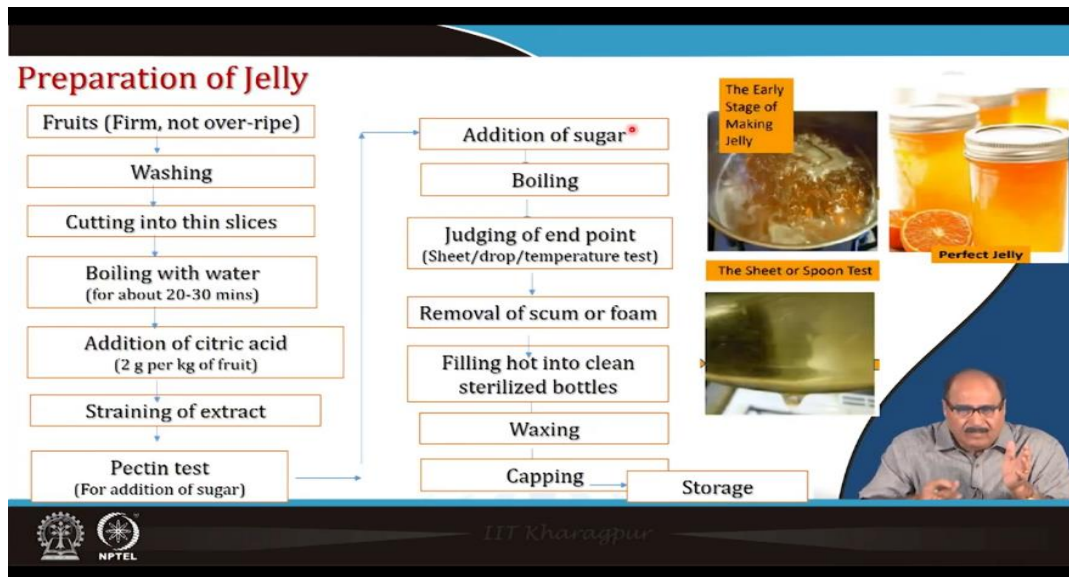 Preparation of Jelly
Fruits (Firm, not over-ripe)
Washing
Cutting into thin slices
Boiling with water
(for about 20-30 mins)
Addition of citric acid
(2 g per kg of fruit)
Straining of extract
Pectin test
(For addition of sugar)
Addition of sugar
Boiling
Judging of end point
(Sheet/drop/temperature test)
Removal of scum or foam
Filling hot into clean
sterilized bottles
Waxing
Capping
Storage
The Early
Stage of
Making
Jelly
Perfect Jelly
The Sheet or Spoon Test
NPTEL
IIT Kharagpur